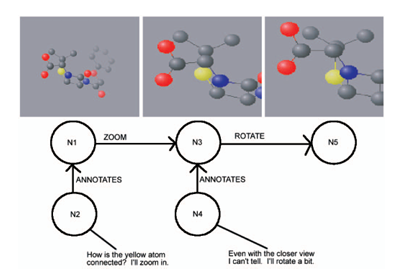 N1
ZOOM
N3
ROTATE
N5
ANNOTATES
ANNOTATES
N2
N4
How is the yellow atom
connected? I'll zoom in.
Even with the closer view
I can't tell. I'll rotate a bit.